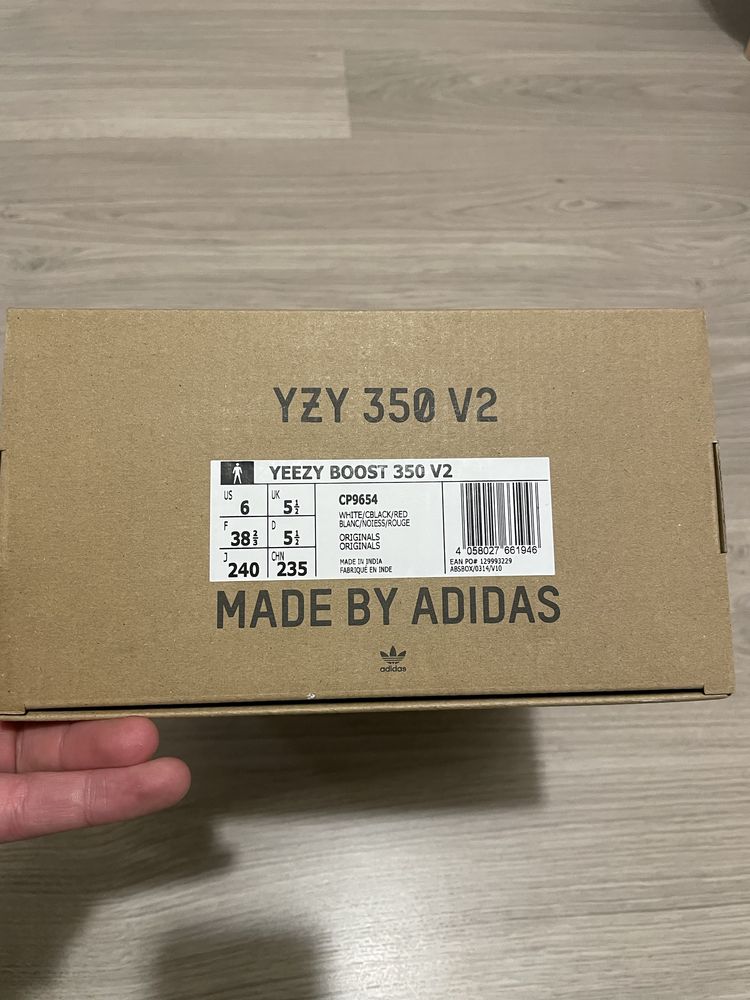 YZY 350 V2
YEEZY BOOST 350 V2
US 6
UK 5½
F 38⅔
D 5½
J 240
CHN 235
CP9654
WHITE/CBLACK/RED
BLANC/NOIESS/ROUGE
ORIGINALS
ORIGINALS
MADE IN INDIA
FABRIQUÉ EN INDE
4 058027 661946
EAN PO# 129993229
ABSBOX/0314/V10
MADE BY ADIDAS
adidas